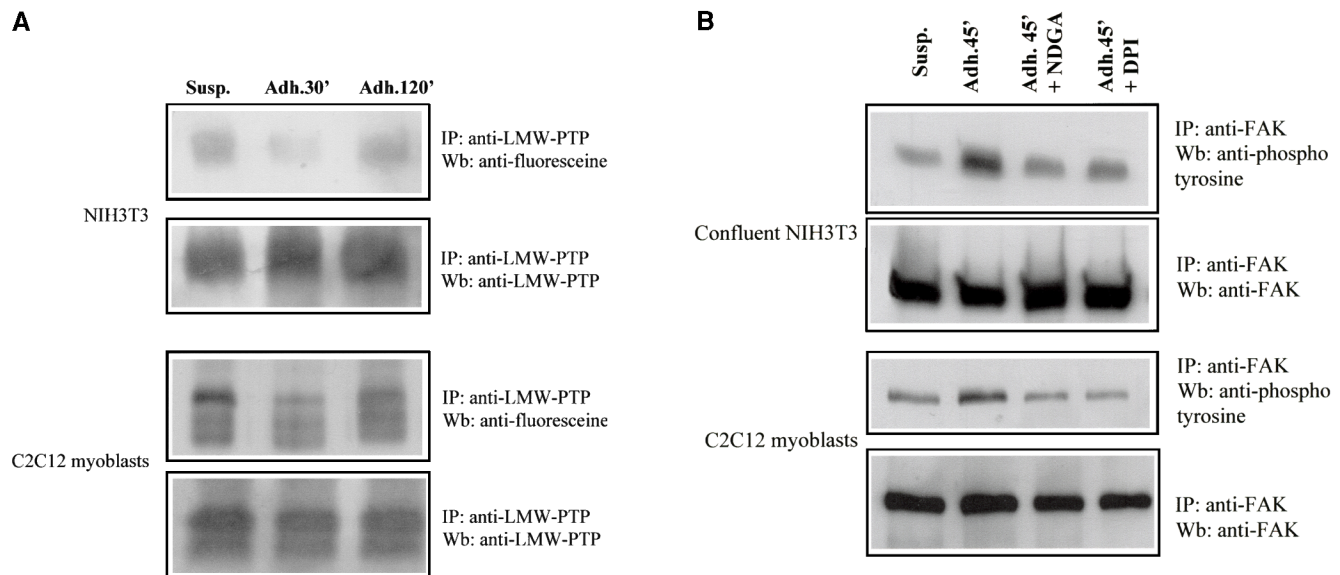 A
Susp. Adh.30’ Adh.120’
IP: anti-LMW-PTP
Wb: anti-fluoresceine
NIH3T3
IP: anti-LMW-PTP
Wb: anti-LMW-PTP
IP: anti-LMW-PTP
Wb: anti-fluoresceine
C2C12 myoblasts
IP: anti-LMW-PTP
Wb: anti-LMW-PTP
B
Susp.
Adh.45’
Adh. 45’
+ NDGA
Adh.45’
+ DPI
IP: anti-FAK
Wb: anti-phospho
tyrosine
Confluent NIH3T3
IP: anti-FAK
Wb: anti-FAK
IP: anti-FAK
Wb: anti-phospho
tyrosine
C2C12 myoblasts
IP: anti-FAK
Wb: anti-FAK